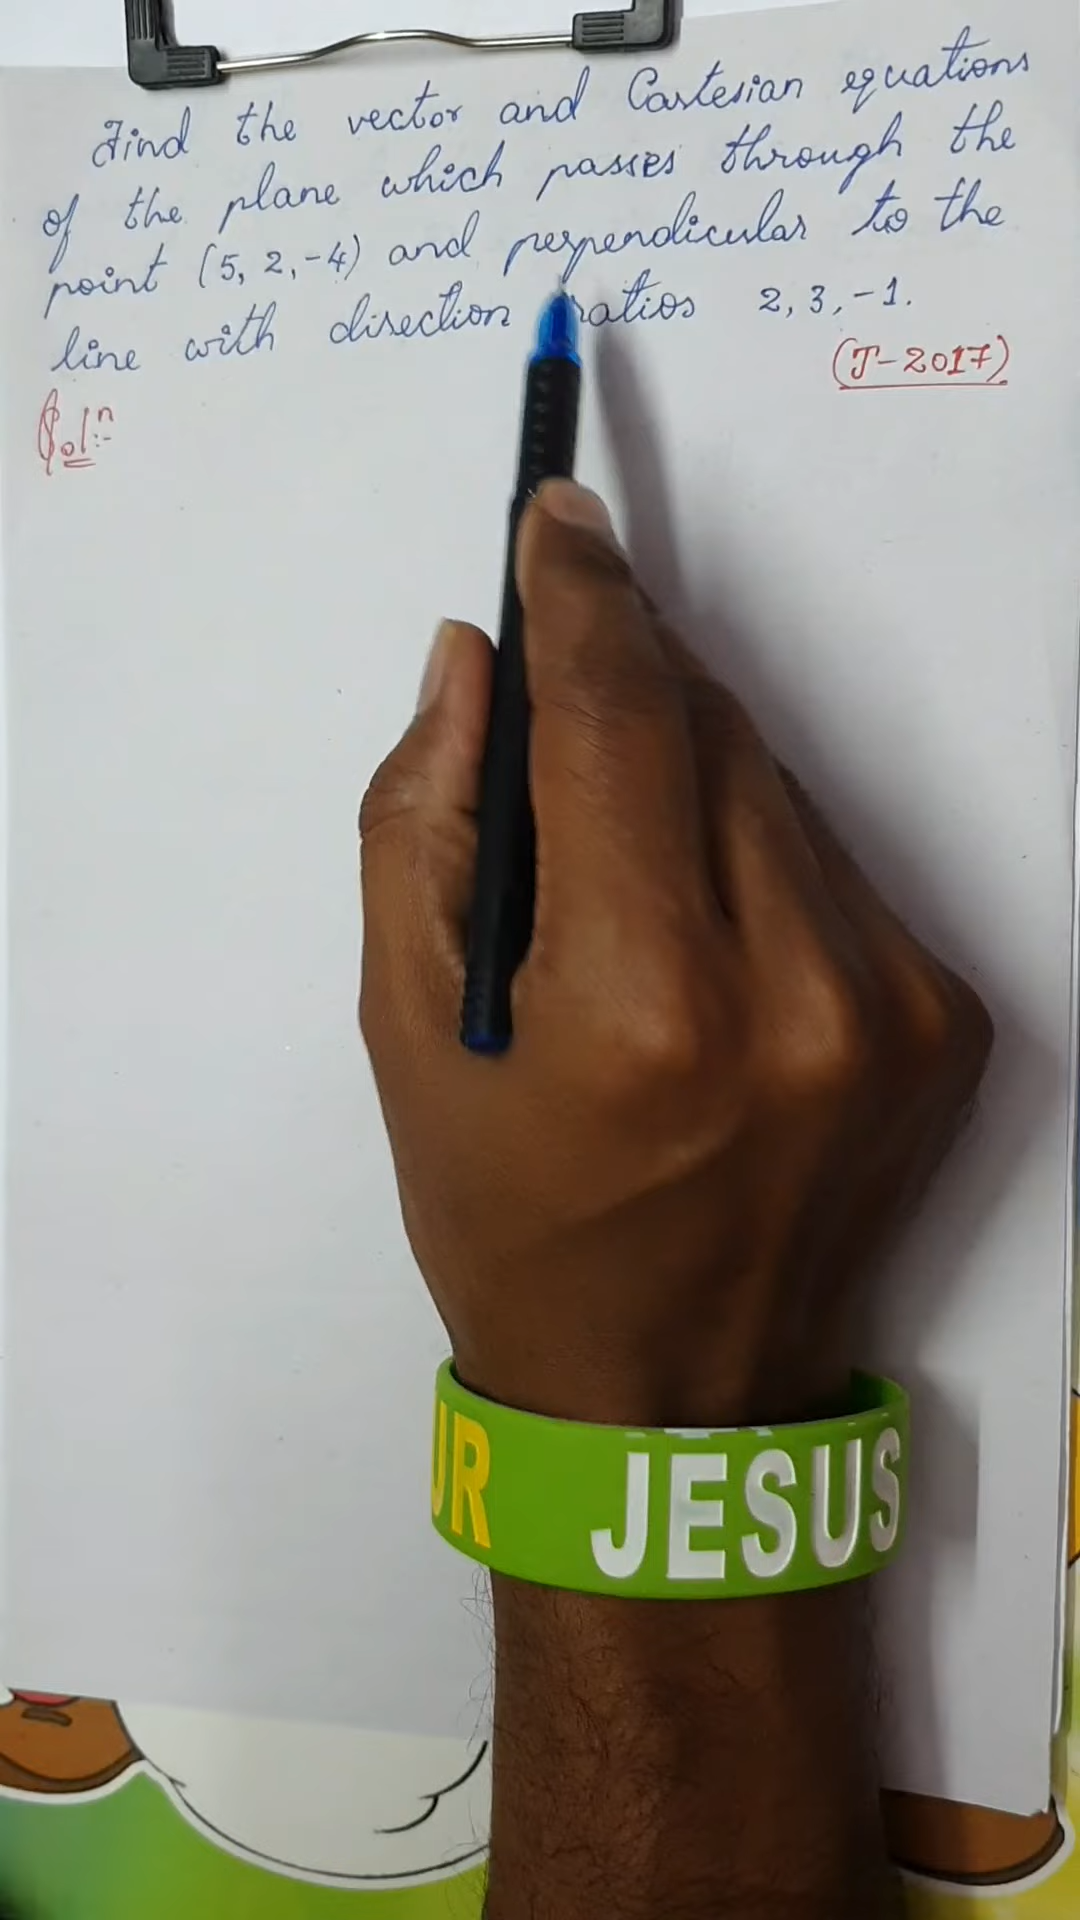 Find the vector and Cartesian equations
of the plane which passes through the
point (5, 2, -4) and perpendicular to the
line with direction ratios 2, 3, -1.
(J-2017)
Solⁿ:-
UR JESUS